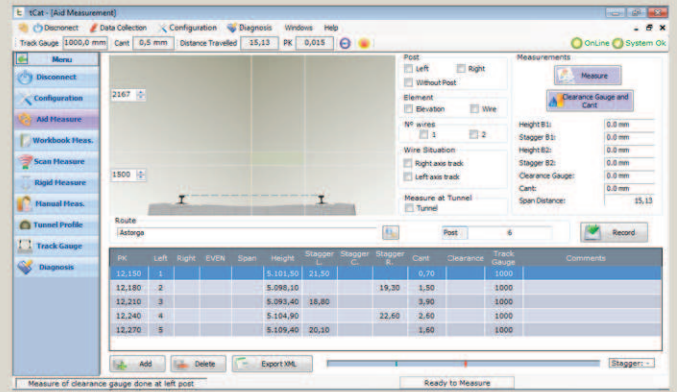 tCat - [Aid Measurement]
Disconnect Data Collection Configuration Diagnosis Windows Help
Track Gauge 1000,0 mm Cant 0,5 mm Distance Travelled 15,13 PK 0,015 OnLine System Ok
Menu
Disconnect
Configuration
Aid Measure
Workbook Meas.
Scan Measure
Rigid Measure
Manual Meas.
Tunnel Profile
Track Gauge
Diagnosis
2167
1500
Post
Left Right
Without Post
Element
Elevation Wire
Nº wires
1 2
Wire Situation
Right axis track
Left axis track
Measure at Tunnel
Tunnel
Measurements
Measure
Clearance Gauge and Cant
Height B1: 0.0 mm
Stagger B1: 0.0 mm
Height B2: 0.0 mm
Stagger B2: 0.0 mm
Clearance Gauge: 0.0 mm
Cant: 0.0 mm
Span Distance: 15,13
Route
Astorga Post 6 Record
PK Left Right EVEN Span Height Stagger L. Stagger C. Stagger R. Cant Clearance Track Gauge Comments
12,150 1 5.101,50 21,50 0,70 1000
12,180 2 5.098,10 19,30 1,50 1000
12,210 3 5.093,40 18,80 3,90 1000
12,240 4 5.104,90 22,60 2,60 1000
12,270 5 5.109,40 20,10 1,60 1000
Add Delete Export XML Stagger: -
Measure of clearance gauge done at left post Ready to Measure